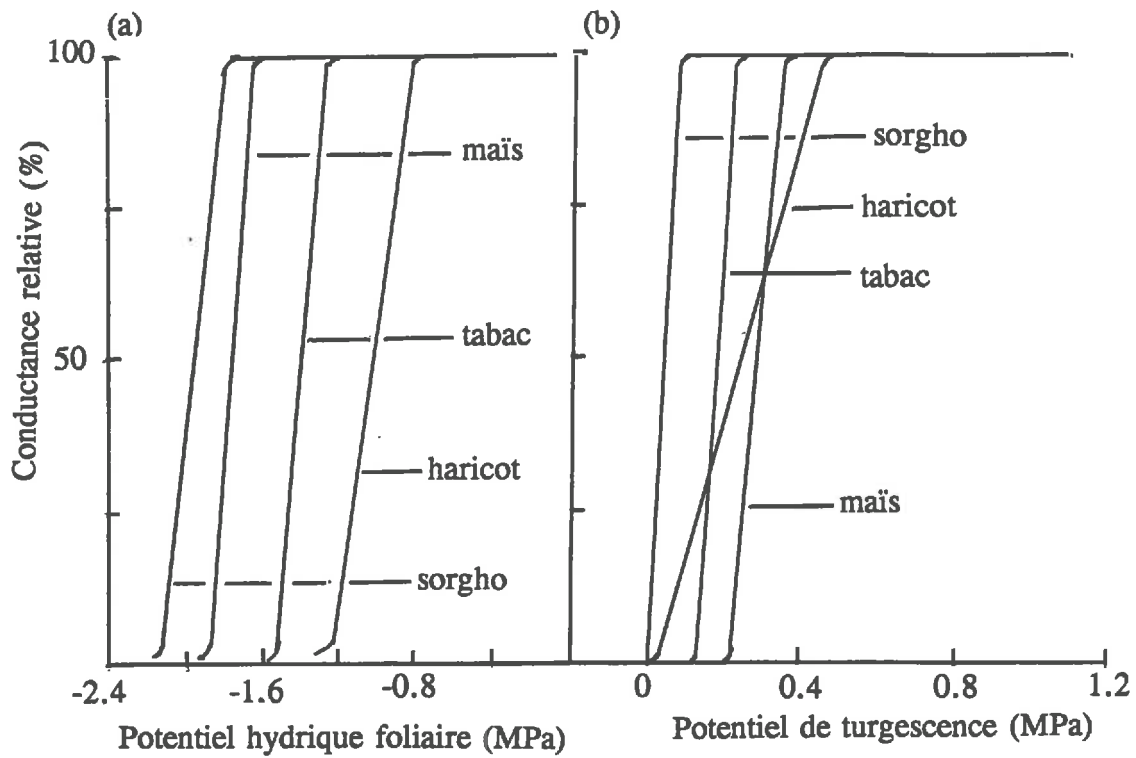 (a)
(b)
100
50
Conductance relative (%)
maïs
tabac
haricot
sorgho
-2.4
-1.6
-0.8
Potentiel hydrique foliaire (MPa)
sorgho
haricot
tabac
maïs
0
0.4
0.8
1.2
Potentiel de turgescence (MPa)